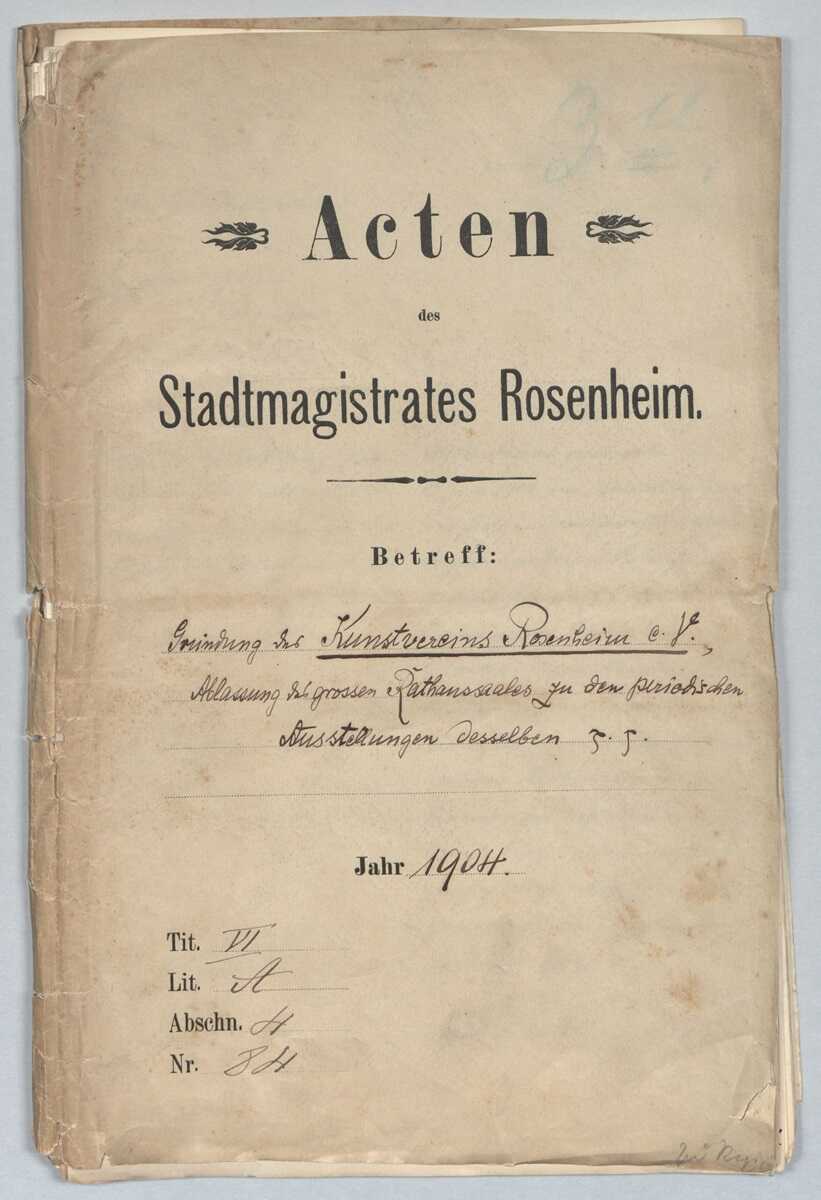 Acten
des
Stadtmagistrates Rosenheim.
Betreff:
Gründung des Kunstvereins Rosenheim e. V.,
Ablassung des grossen Rathaussaales zu den periodischen
Ausstellungen desselben
Jahr 1904.
Tit. VI
Lit. A
Abschn. 4
Nr. 84